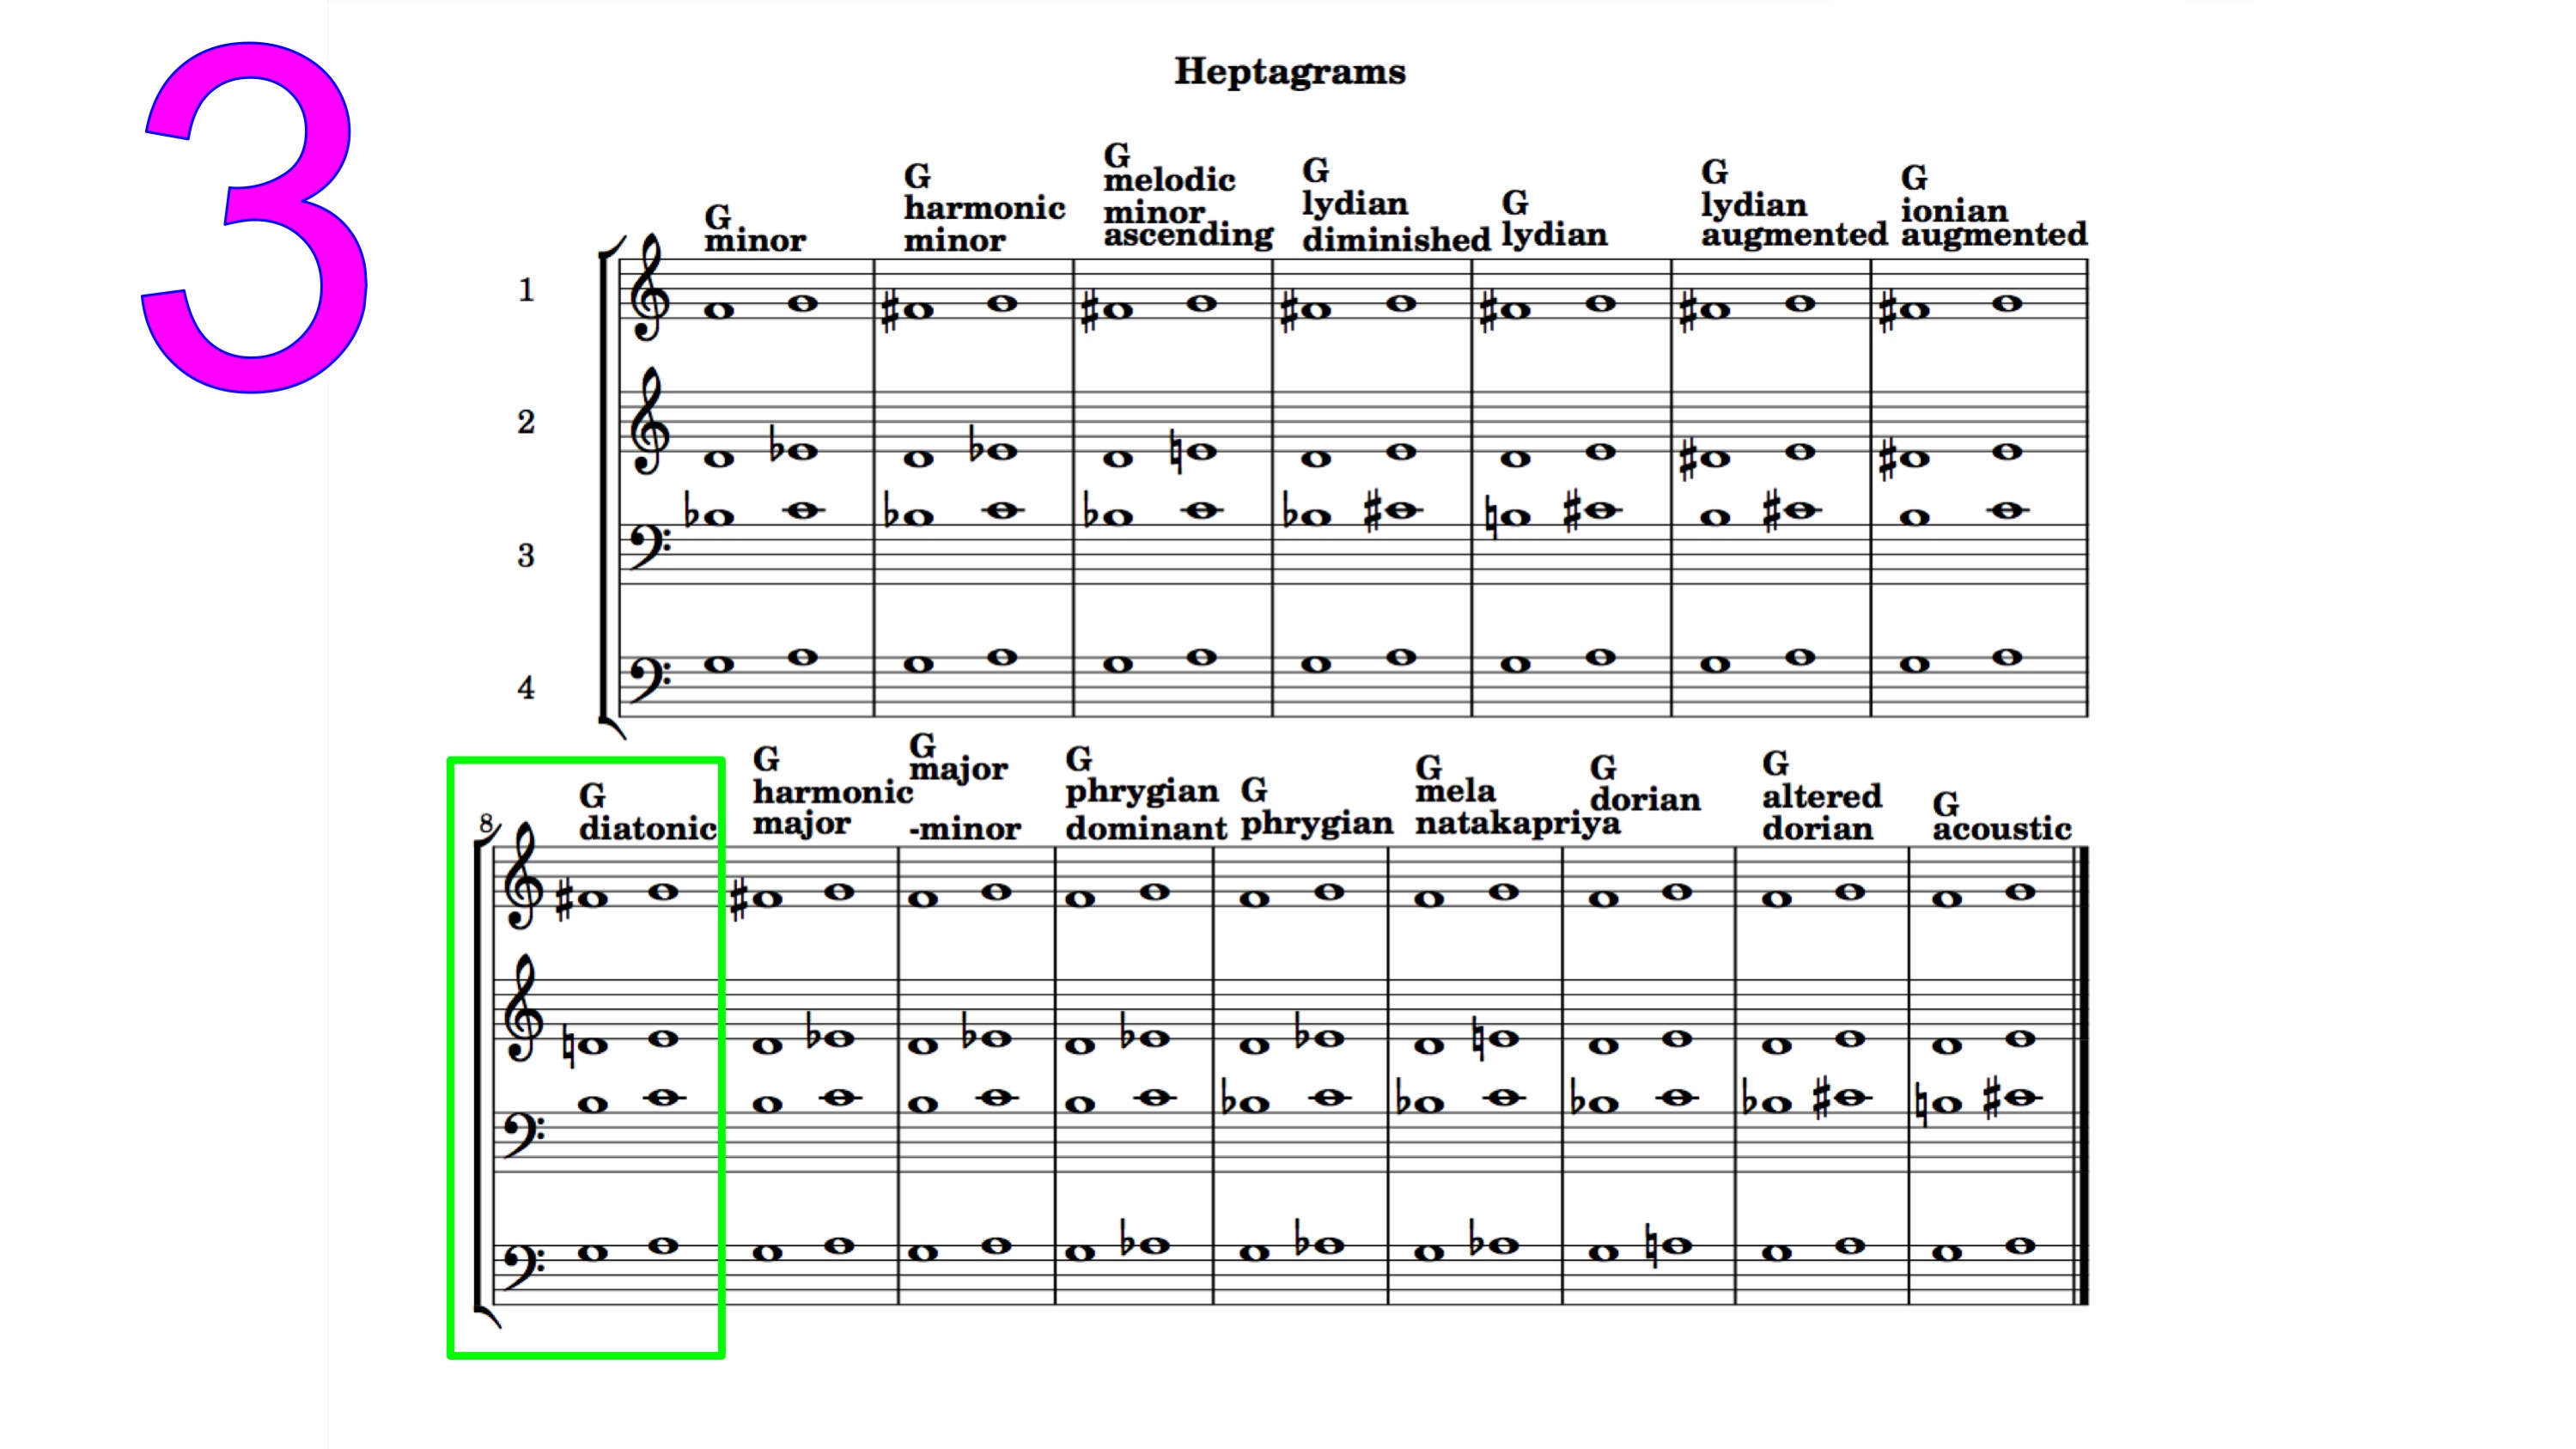 3
Heptagrams
G
minor
G
harmonic
minor
G
melodic
minor
ascending
G
lydian
diminished
G
lydian
G
lydian
augmented
G
ionian
augmented
1
2
3
4
8
G
diatonic
G
harmonic
major
G
major
-minor
G
phrygian
dominant
G
phrygian
G
mela
natakapriya
G
dorian
G
altered
dorian
G
acoustic